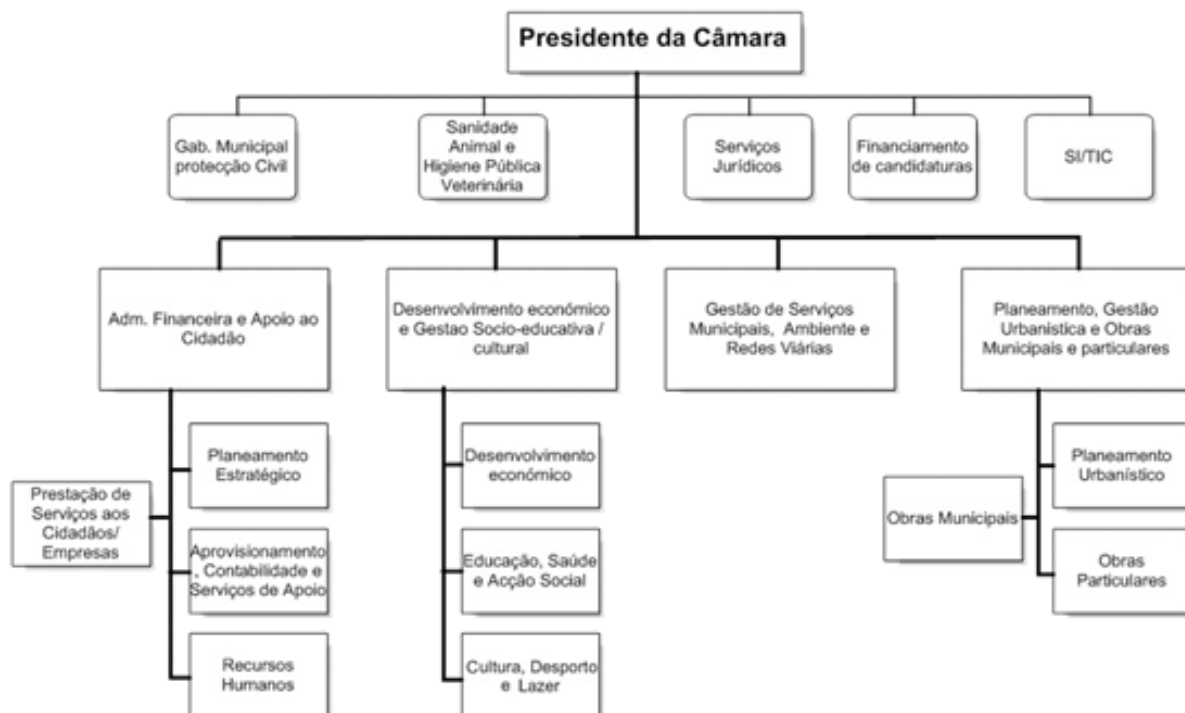 Presidente da Câmara
Gab. Municipal
protecção Civil
Sanidade
Animal e
Higiene Pública
Veterinária
Serviços
Jurídicos
Financiamento
de candidaturas
SI/TIC
Adm. Financeira e Apoio ao
Cidadão
Desenvolvimento económico
e Gestao Socio-educativa /
cultural
Gestão de Serviços
Municipais, Ambiente e
Redes Viárias
Planeamento, Gestão
Urbanística e Obras
Municipais e particulares
Planeamento
Estratégico
Prestação de
Serviços aos
Cidadãos/
Empresas
Aprovisionamento
, Contabilidade e
Serviços de Apoio
Recursos
Humanos
Desenvolvimento
económico
Educação, Saúde
e Acção Social
Cultura, Desporto
e Lazer
Planeamento
Urbanístico
Obras Municipais
Obras
Particulares